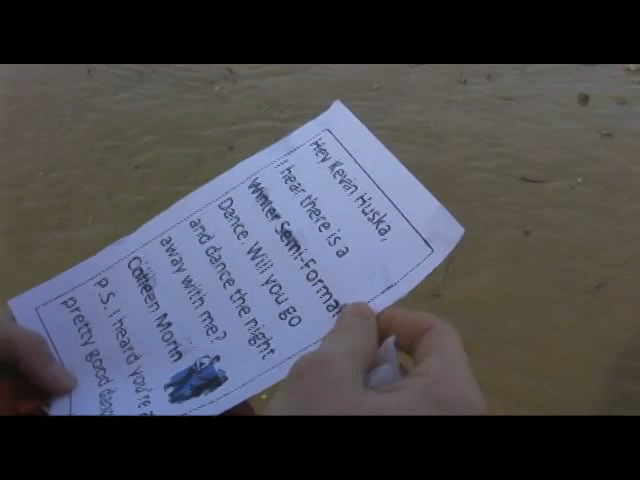 Hey Kevin Huska,
I hear there is a
Winter Semi-Formal
Dance. Will you go
and dance the night
away with me?
Colleen Morin
P.S. I heard you're a
pretty good